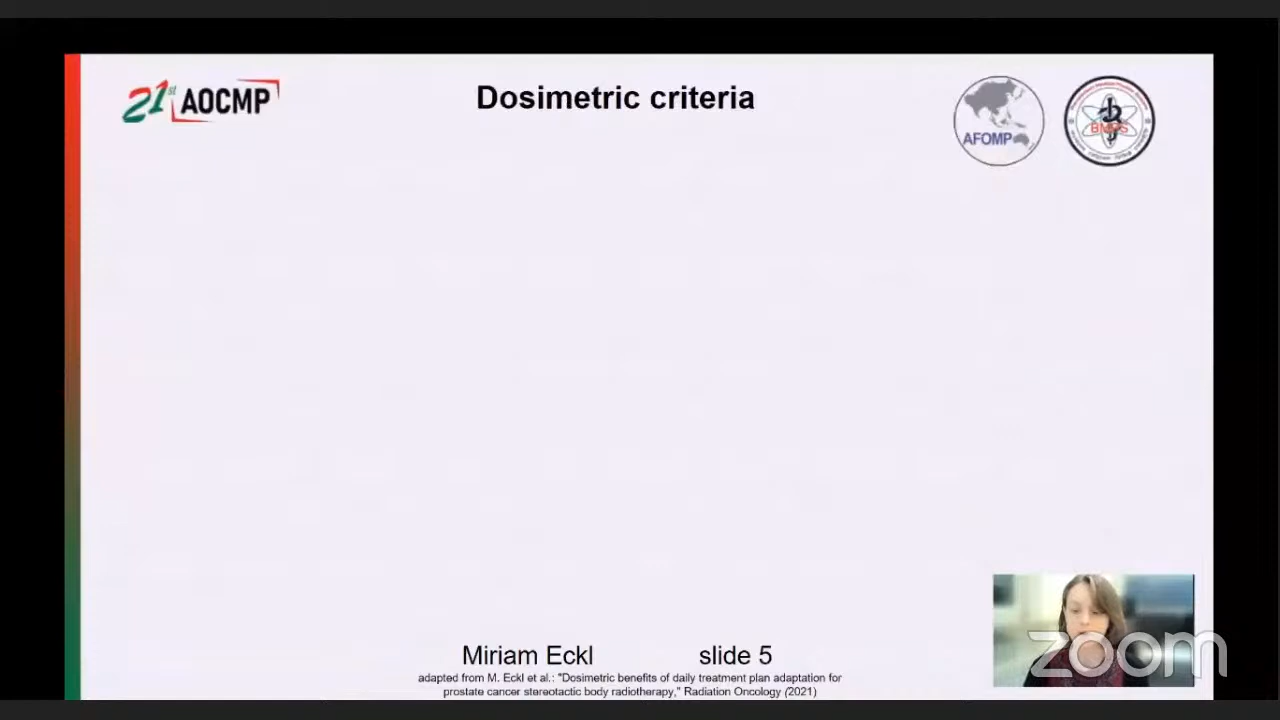 21st AOCMP
Dosimetric criteria
AFOMP
BMPS
Miriam Eckl slide 5
adapted from M. Eckl et al.: "Dosimetric benefits of daily treatment plan adaptation for
prostate cancer stereotactic body radiotherapy," Radiation Oncology (2021)
zoom